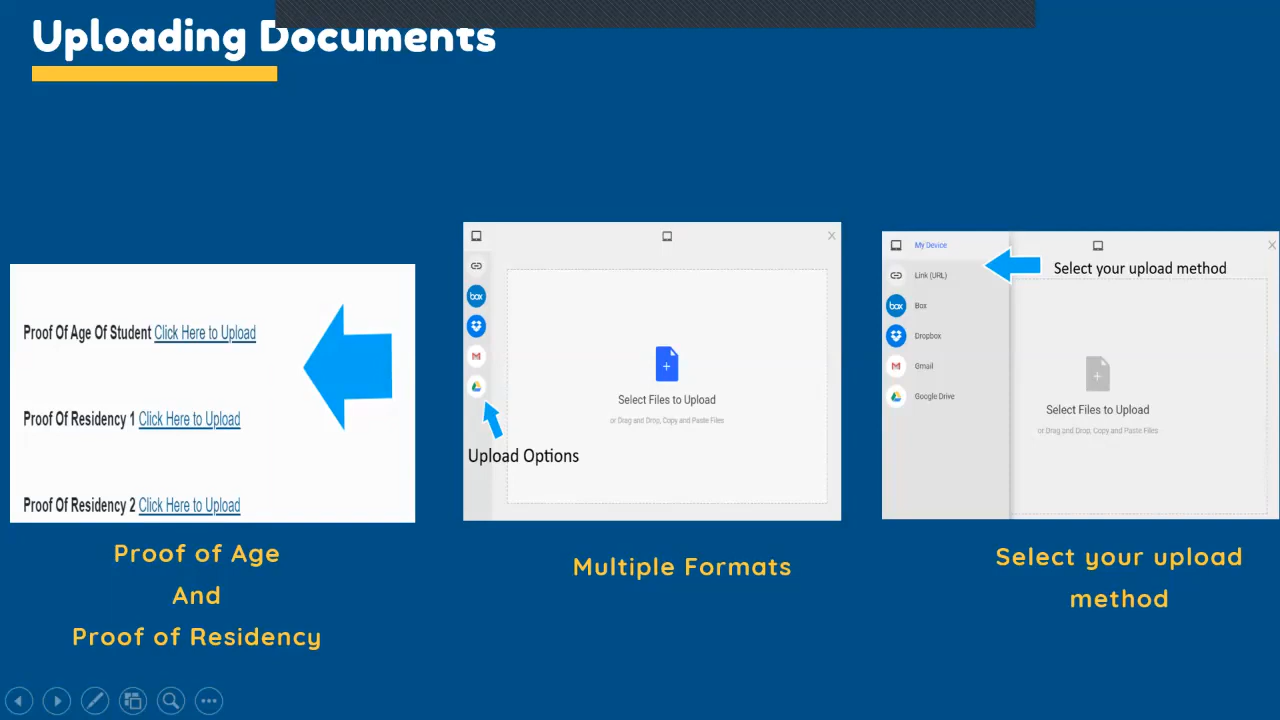 Uploading Documents
Proof Of Age Of Student Click Here to Upload
Proof Of Residency 1 Click Here to Upload
Proof Of Residency 2 Click Here to Upload
Proof of Age
And
Proof of Residency
box
Select Files to Upload
or Drag and Drop, Copy and Paste Files
Upload Options
Multiple Formats
My Device
Select your upload method
Link (URL)
box Box
Dropbox
Gmail
Google Drive
Select Files to Upload
or Drag and Drop, Copy and Paste Files
Select your upload
method